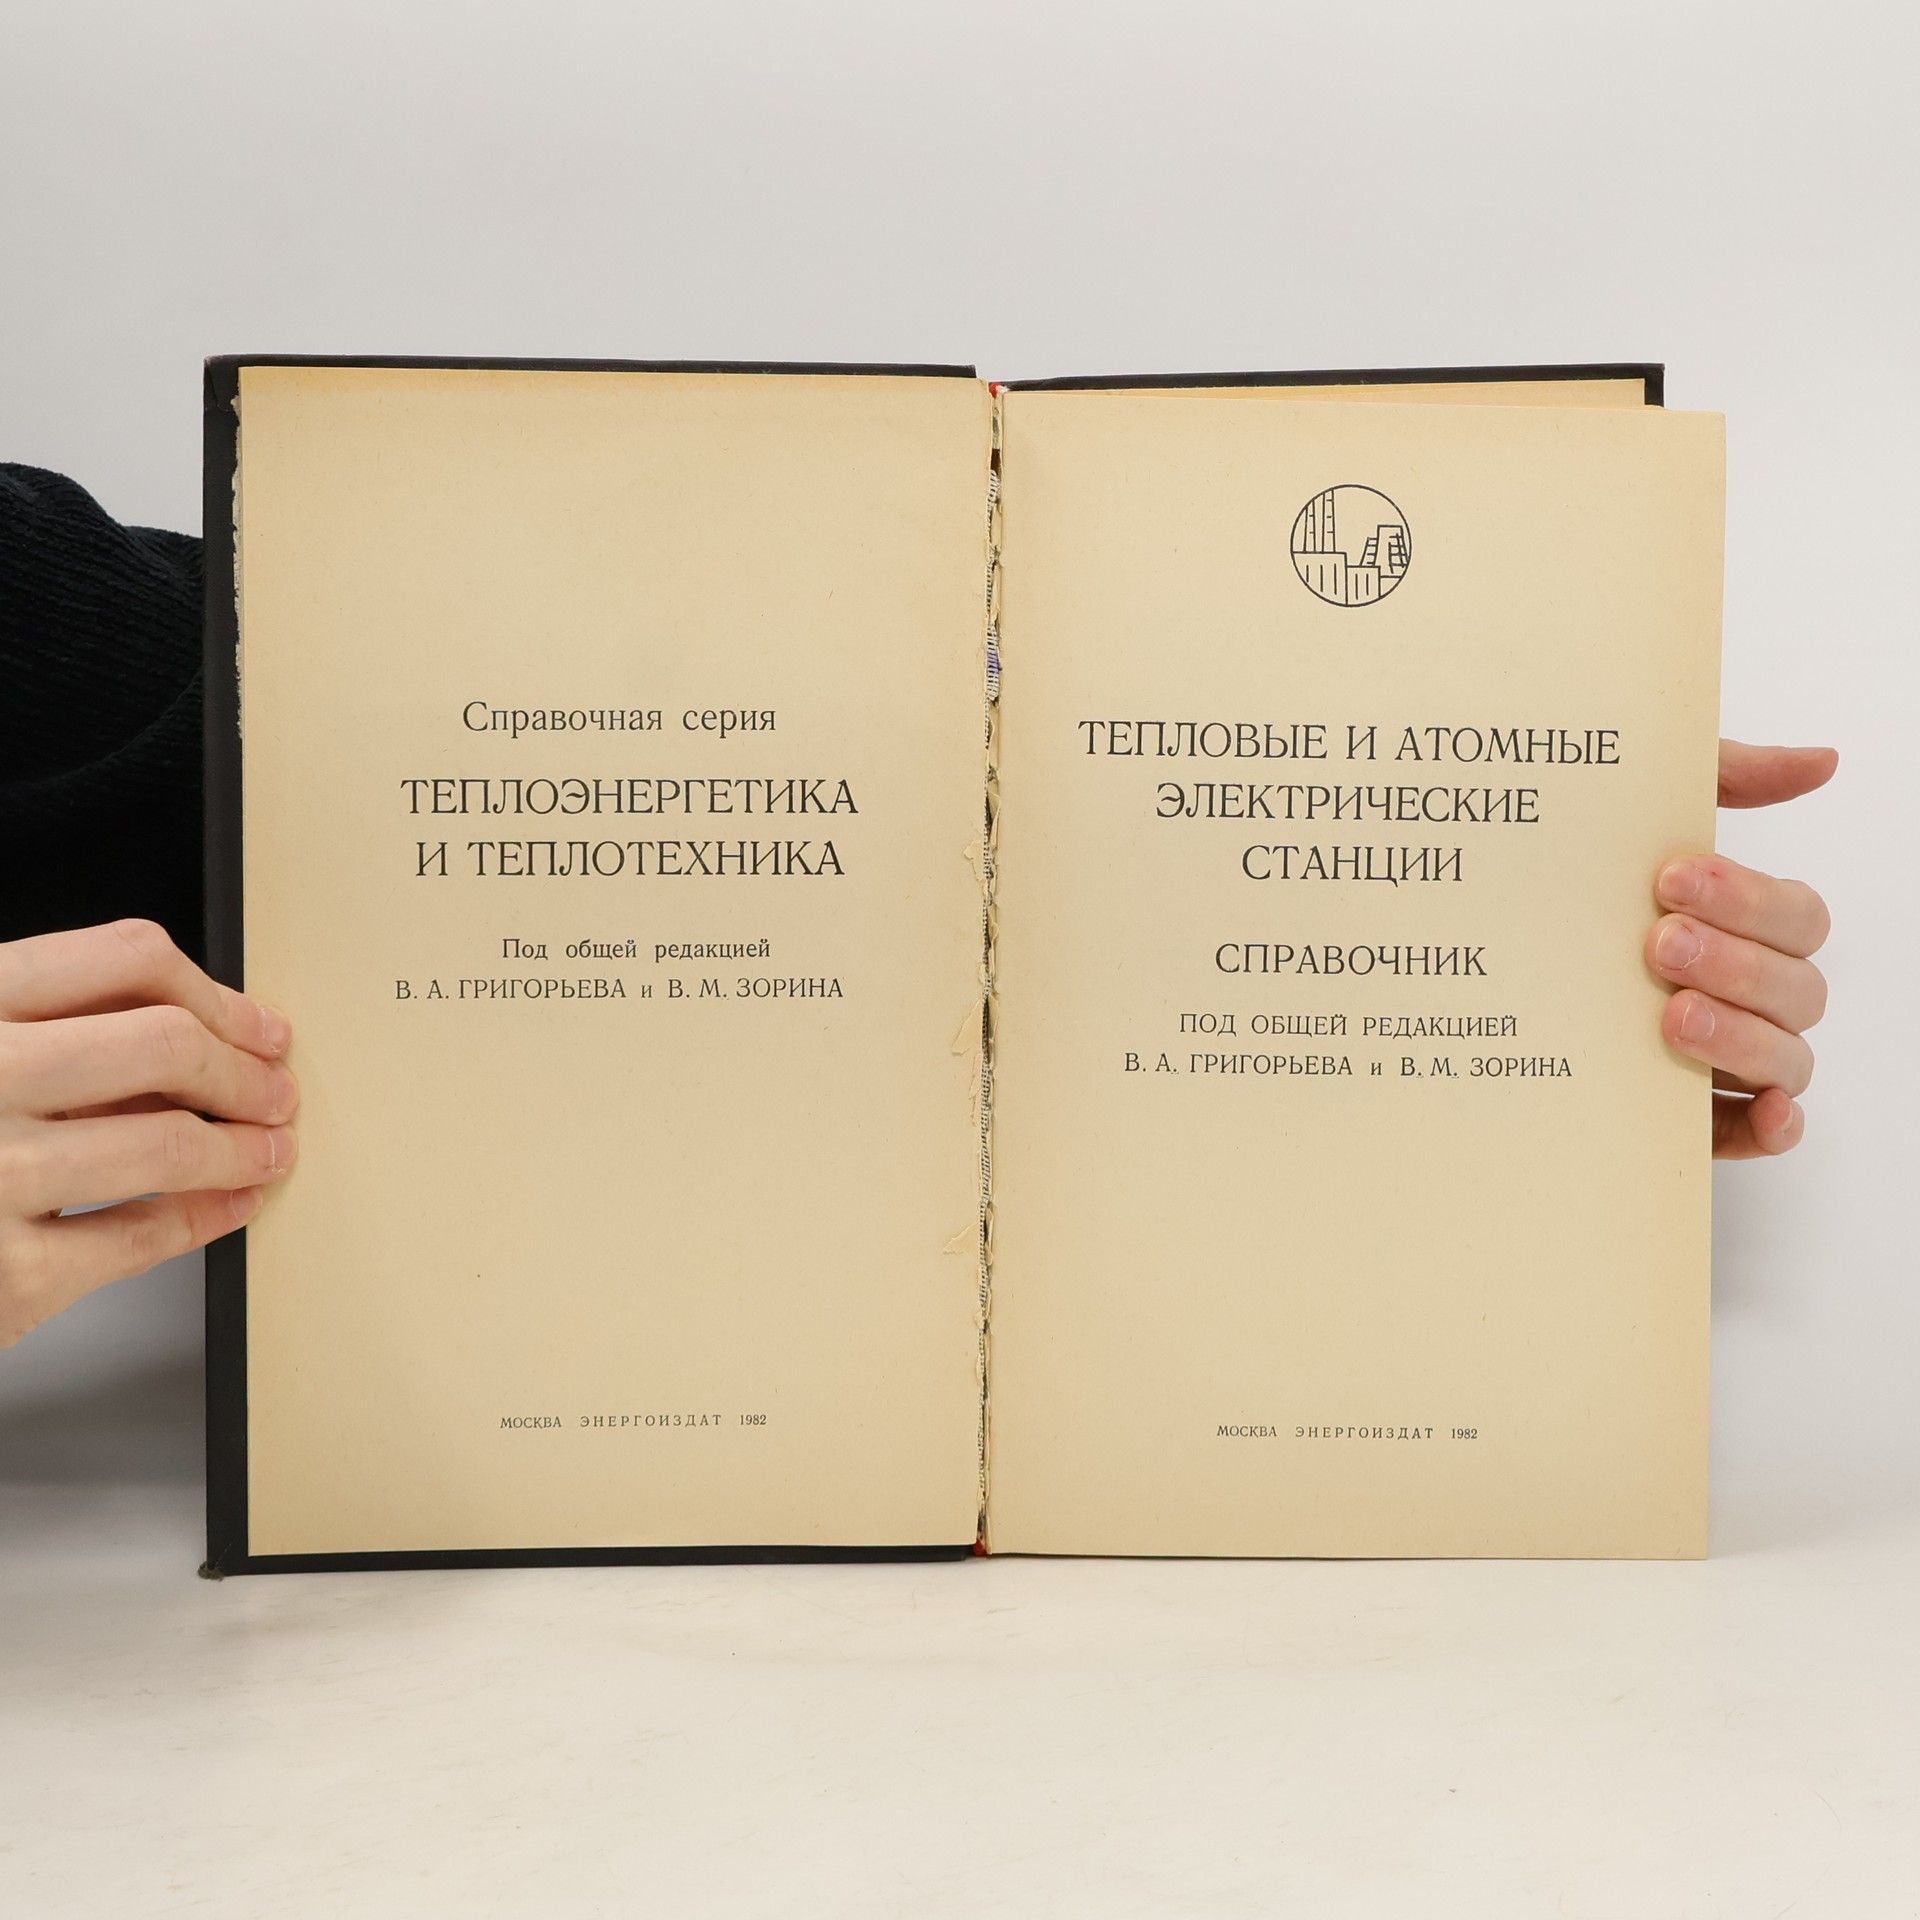 Справочная серия
ТЕПЛОЭНЕРГЕТИКА
И ТЕПЛОТЕХНИКА
Под общей редакцией
В. А. ГРИГОРЬЕВА и В. М. ЗОРИНА
МОСКВА ЭНЕРГОИЗДАТ 1982
ТЕПЛОВЫЕ И АТОМНЫЕ
ЭЛЕКТРИЧЕСКИЕ
СТАНЦИИ
СПРАВОЧНИК
ПОД ОБЩЕЙ РЕДАКЦИЕЙ
В. А. ГРИГОРЬЕВА и В. М. ЗОРИНА
МОСКВА ЭНЕРГОИЗДАТ 1982